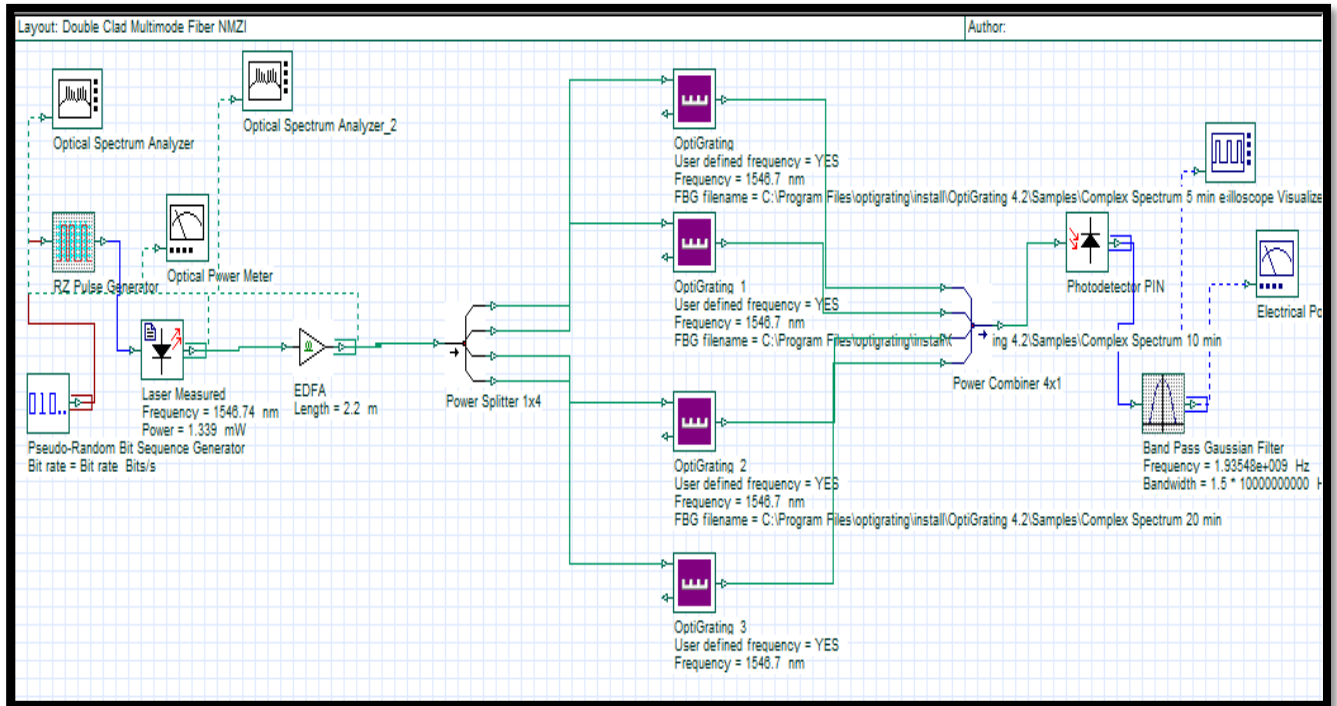 Layout: Double Clad Multimode Fiber NMZI
Author:
Optical Spectrum Analyzer
Optical Spectrum Analyzer_2
RZ Pulse Generator
Optical Power Meter
Laser Measured
Frequency = 1546.74 nm
Power = 1.339 mW
010..
Pseudo-Random Bit Sequence Generator
Bit rate = Bit rate Bits/s
EDFA
Length = 2.2 m
Power Splitter 1x4
OptiGrating
User defined frequency = YES
Frequency = 1546.7 nm
FBG filename = C:\Program Files\optigrating\install\OptiGrating 4.2\Samples\Complex Spectrum 5 min
OptiGrating_1
User defined frequency = YES
Frequency = 1546.7 nm
FBG filename = C:\Program Files\optigrating\install\
ing 4.2\Samples\Complex Spectrum 10 min
OptiGrating_2
User defined frequency = YES
Frequency = 1546.7 nm
FBG filename = C:\Program Files\optigrating\install\OptiGrating 4.2\Samples\Complex Spectrum 20 min
OptiGrating_3
User defined frequency = YES
Frequency = 1546.7 nm
Power Combiner 4x1
Photodetector PIN
illoscope Visualize
Electrical Po
Band Pass Gaussian Filter
Frequency = 1.93548e+009 Hz
Bandwidth = 1.5 * 10000000000 H